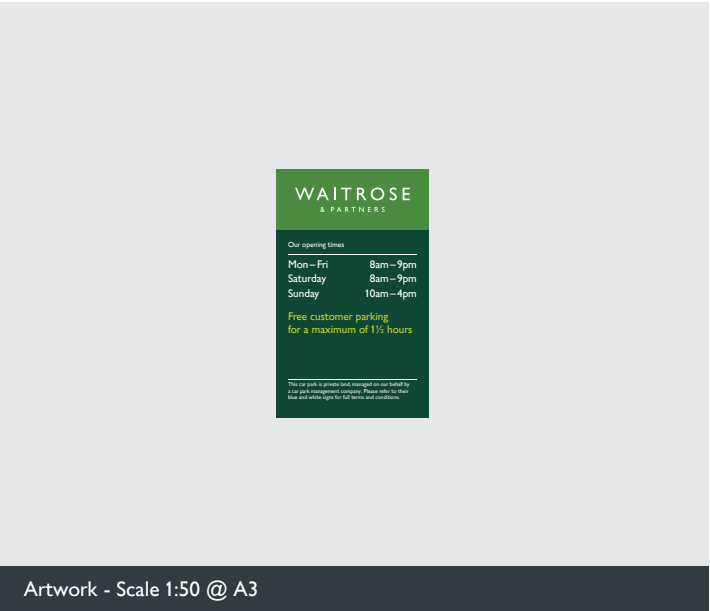 WAITROSE
& PARTNERS
Our opening times
Mon–Fri 8am–9pm
Saturday 8am–9pm
Sunday 10am–4pm
Free customer parking
for a maximum of 1½ hours
This car park is private land, managed on our behalf by
a car park management company. Please refer to their
blue and white signs for full terms and conditions.
Artwork - Scale 1:50 @ A3